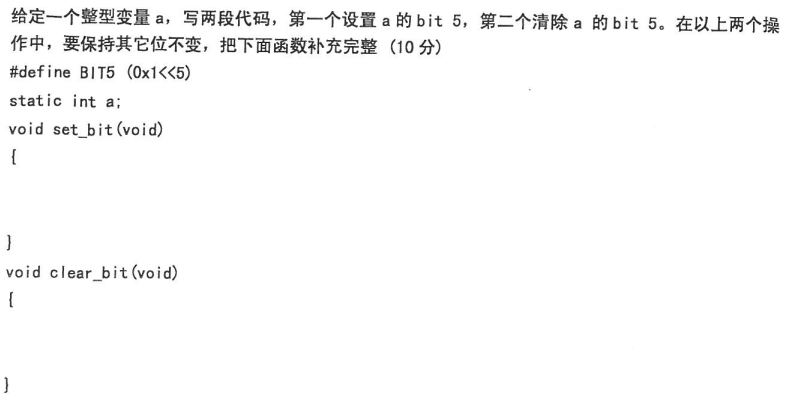 给定一个整型变量 a，写两段代码，第一个设置 a 的 bit 5，第二个清除 a 的 bit 5。在以上两个操
作中，要保持其它位不变，把下面函数补充完整 (10 分)
#define BIT5 (0x1<<5)
static int a;
void set_bit(void)
{
}
void clear_bit(void)
{
}